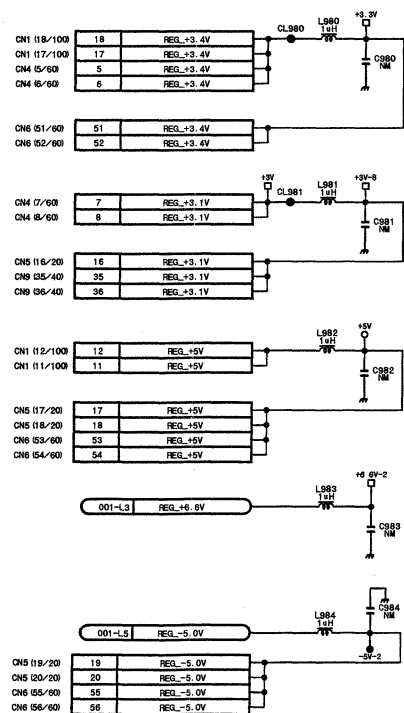 +3.3V
L980
1uH
CL980
CN1 (18/100) 18 REG_+3.4V
CN1 (17/100) 17 REG_+3.4V
CN4 (5/60) 5 REG_+3.4V
CN4 (6/60) 6 REG_+3.4V
C980
NM
CN6 (51/60) 51 REG_+3.4V
CN6 (52/60) 52 REG_+3.4V
+3V
CL981
L981
1uH
+3V-8
CN4 (7/60) 7 REG_+3.1V
CN4 (8/60) 8 REG_+3.1V
C981
NM
CN5 (16/20) 16 REG_+3.1V
CN9 (35/40) 35 REG_+3.1V
CN9 (36/40) 36 REG_+3.1V
L982
1uH
+5V
CN1 (12/100) 12 REG_+5V
CN1 (11/100) 11 REG_+5V
C982
NM
CN5 (17/20) 17 REG_+5V
CN5 (18/20) 18 REG_+5V
CN6 (53/60) 53 REG_+5V
CN6 (54/60) 54 REG_+5V
+6 6V-2
L983
1uH
001-L3 REG_+6.6V
C983
NM
C984
NM
L984
1uH
001-L5 REG_-5.0V
-5V-2
CN5 (19/20) 19 REG_-5.0V
CN5 (20/20) 20 REG_-5.0V
CN6 (55/60) 55 REG_-5.0V
CN6 (56/60) 56 REG_-5.0V